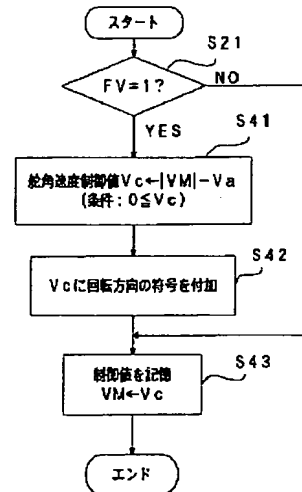 スタート
S21
FV=1?
NO
YES
S41
舵角速度制御値Vc←|VM|-Va
(条件:0≦Vc)
S42
Vcに回転方向の符号を付加
S43
制御値を記憶
VM←Vc
エンド